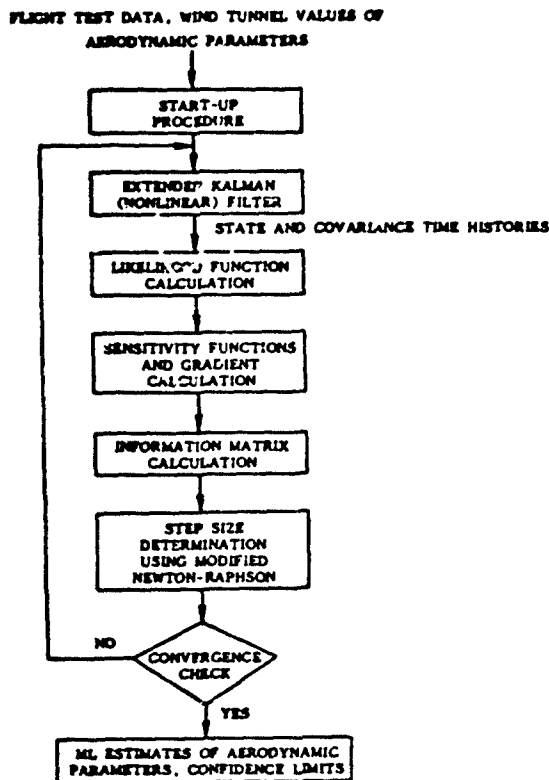 FLIGHT TEST DATA, WIND TUNNEL VALUES OF
AERODYNAMIC PARAMETERS
START-UP
PROCEDURE
EXTENDED KALMAN
(NONLINEAR) FILTER
STATE AND COVARIANCE TIME HISTORIES
LIKELIHOOD FUNCTION
CALCULATION
SENSITIVITY FUNCTIONS
AND GRADIENT
CALCULATION
INFORMATION MATRIX
CALCULATION
STEP SIZE
DETERMINATION
USING MODIFIED
NEWTON-RAPHSON
NO
CONVERGENCE
CHECK
YES
ML ESTIMATES OF AERODYNAMIC
PARAMETERS, CONFIDENCE LIMITS